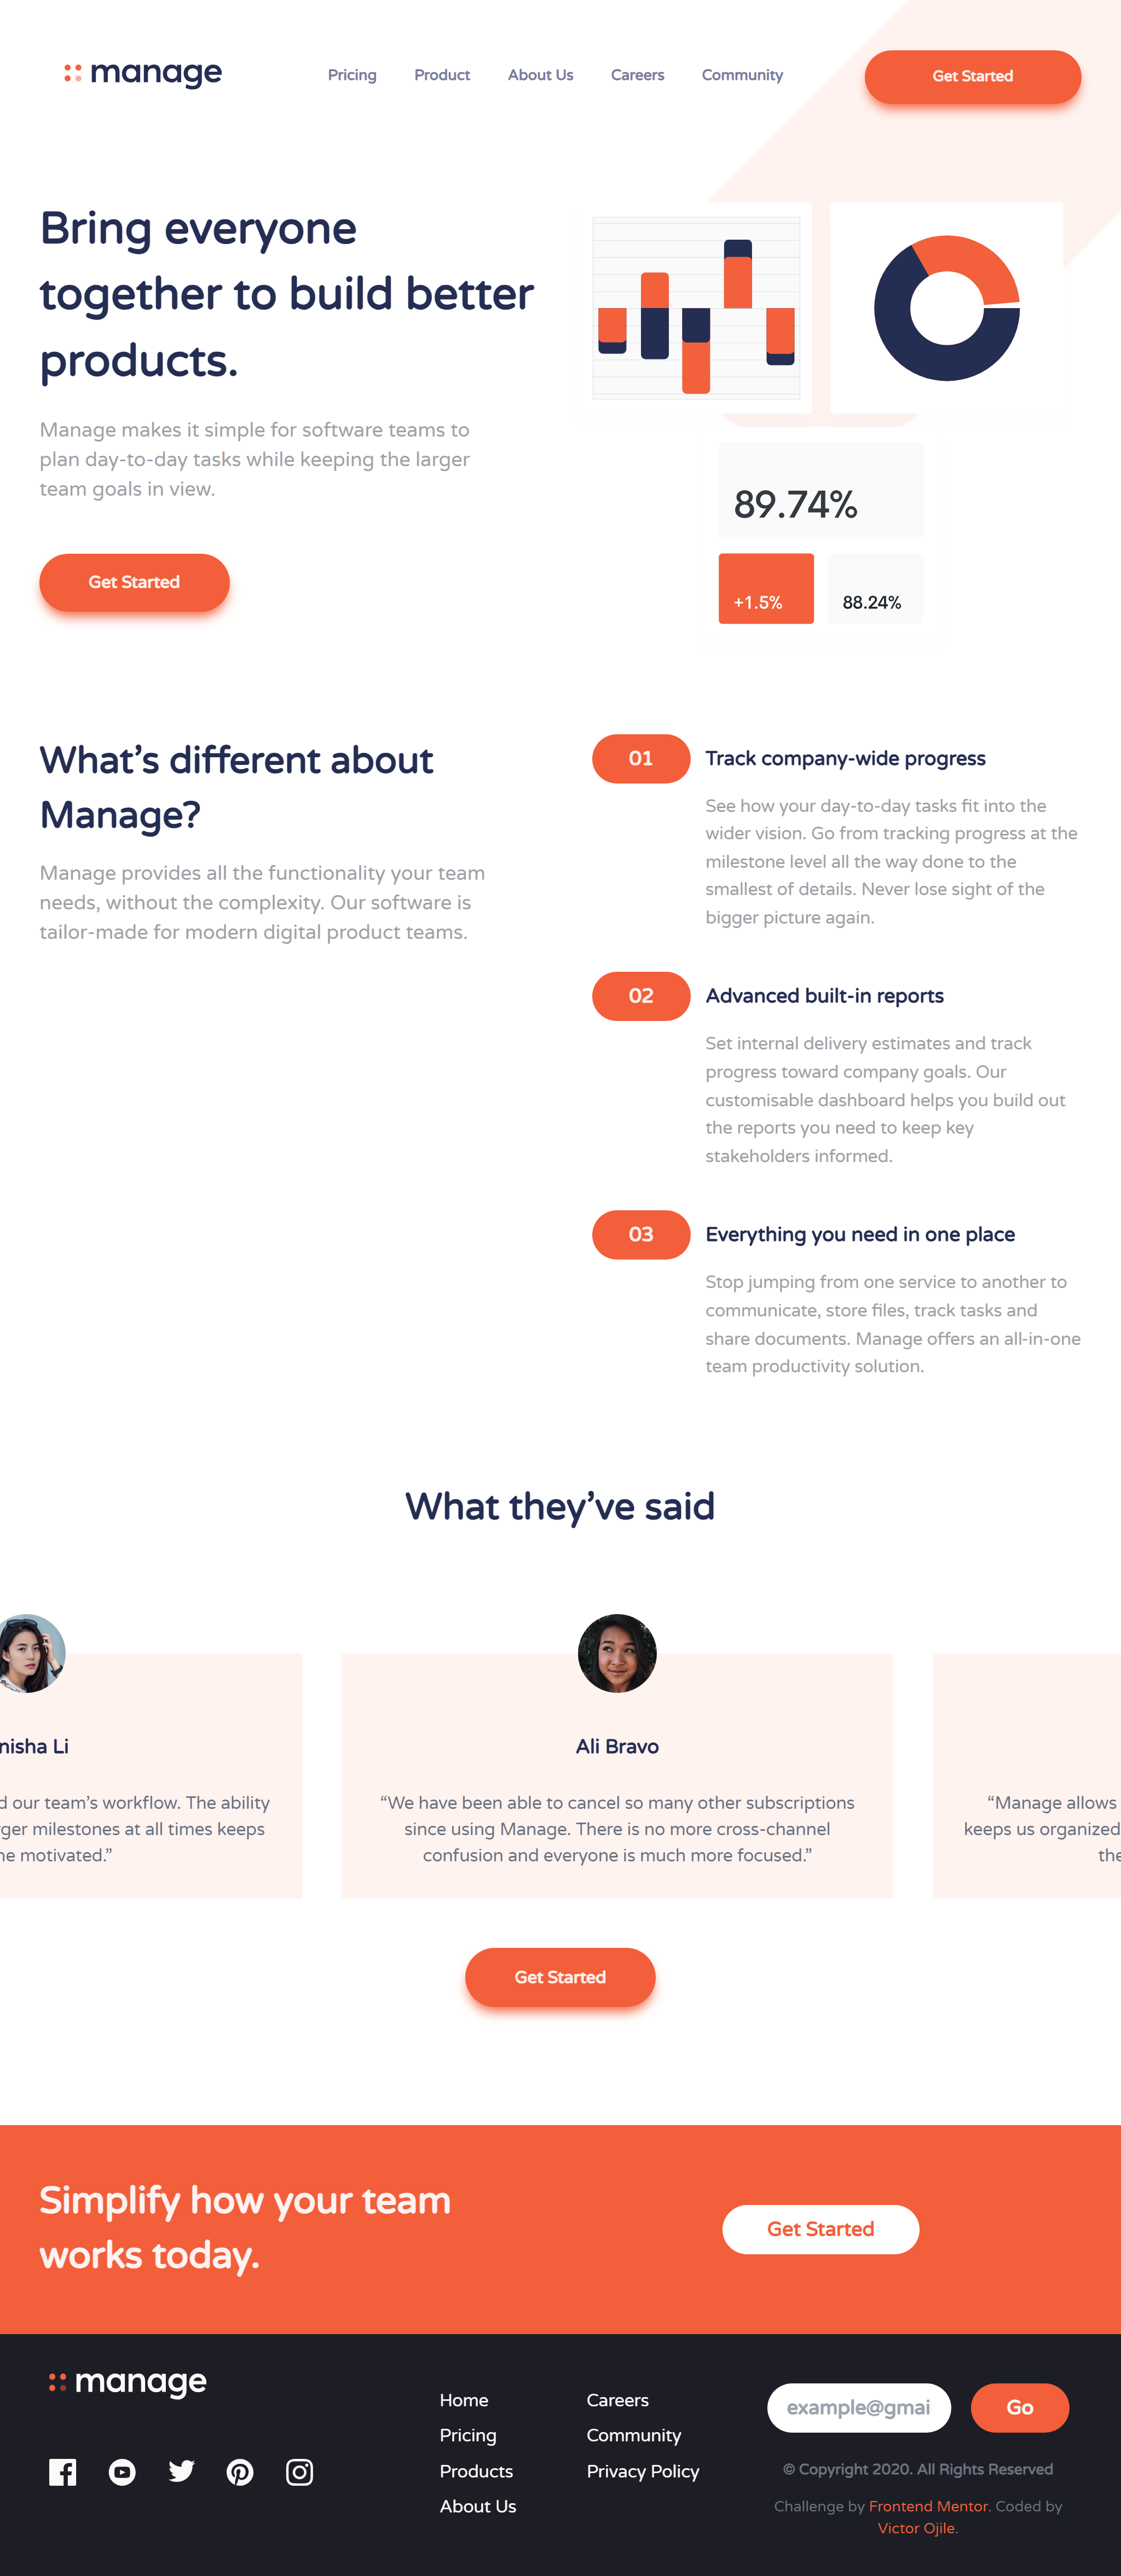 manage
Pricing Product About Us Careers Community
Get Started
Bring everyone
together to build better
products.
Manage makes it simple for software teams to
plan day-to-day tasks while keeping the larger
team goals in view.
Get Started
89.74%
+1.5% 88.24%
What’s different about
Manage?
Manage provides all the functionality your team
needs, without the complexity. Our software is
tailor-made for modern digital product teams.
01 Track company-wide progress
See how your day-to-day tasks fit into the
wider vision. Go from tracking progress at the
milestone level all the way done to the
smallest of details. Never lose sight of the
bigger picture again.
02 Advanced built-in reports
Set internal delivery estimates and track
progress toward company goals. Our
customisable dashboard helps you build out
the reports you need to keep key
stakeholders informed.
03 Everything you need in one place
Stop jumping from one service to another to
communicate, store files, track tasks and
share documents. Manage offers an all-in-one
team productivity solution.
What they’ve said
nisha Li
d our team’s workflow. The ability
ger milestones at all times keeps
ne motivated.”
Ali Bravo
“We have been able to cancel so many other subscriptions
since using Manage. There is no more cross-channel
confusion and everyone is much more focused.”
“Manage allows
keeps us organized
the
Get Started
Simplify how your team
works today.
Get Started
manage
Home
Pricing
Products
About Us
Careers
Community
Privacy Policy
example@gmai
Go
© Copyright 2020. All Rights Reserved
Challenge by Frontend Mentor. Coded by
Victor Ojile.